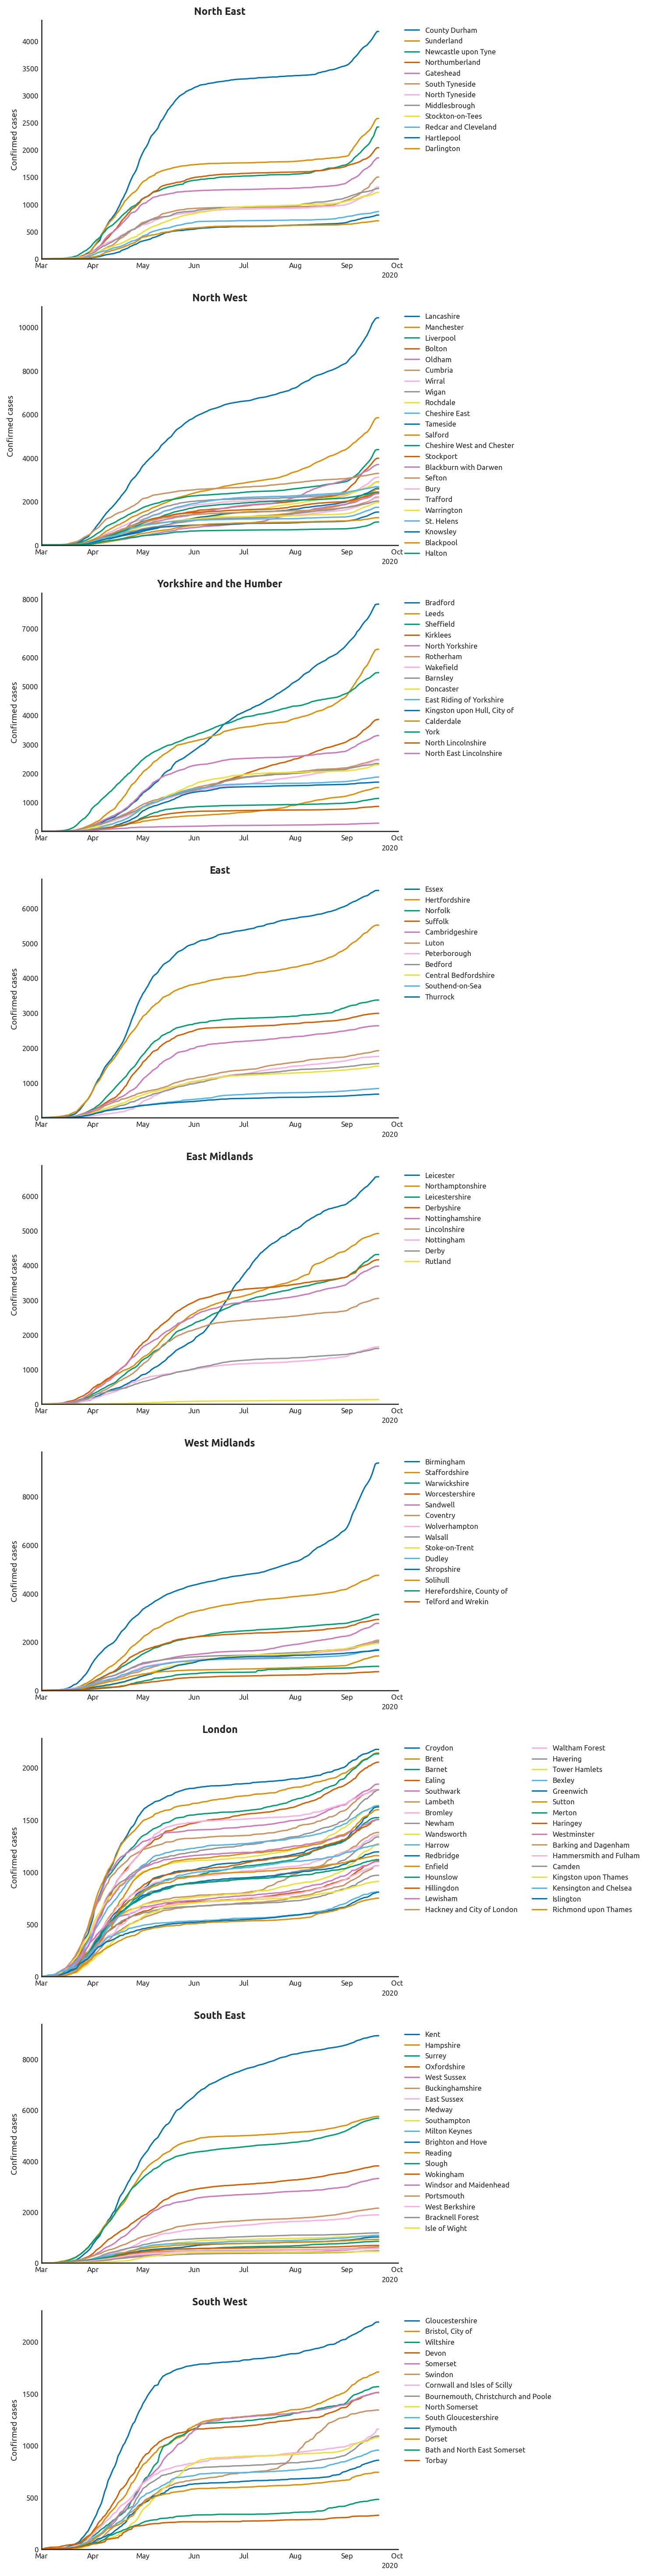 North East
Confirmed cases
4000
3500
3000
2500
2000
1500
1000
500
0
Mar Apr May Jun Jul Aug Sep Oct
2020
County Durham
Sunderland
Newcastle upon Tyne
Northumberland
Gateshead
South Tyneside
North Tyneside
Middlesbrough
Stockton-on-Tees
Redcar and Cleveland
Hartlepool
Darlington
North West
Confirmed cases
10000
8000
6000
4000
2000
0
Mar Apr May Jun Jul Aug Sep Oct
2020
Lancashire
Manchester
Liverpool
Bolton
Oldham
Cumbria
Wirral
Wigan
Rochdale
Cheshire East
Tameside
Salford
Cheshire West and Chester
Stockport
Blackburn with Darwen
Sefton
Bury
Trafford
Warrington
St. Helens
Knowsley
Blackpool
Halton
Yorkshire and the Humber
Confirmed cases
8000
7000
6000
5000
4000
3000
2000
1000
0
Mar Apr May Jun Jul Aug Sep Oct
2020
Bradford
Leeds
Sheffield
Kirklees
North Yorkshire
Rotherham
Wakefield
Barnsley
Doncaster
East Riding of Yorkshire
Kingston upon Hull, City of
Calderdale
York
North Lincolnshire
North East Lincolnshire
East
Confirmed cases
6000
5000
4000
3000
2000
1000
0
Mar Apr May Jun Jul Aug Sep Oct
2020
Essex
Hertfordshire
Norfolk
Suffolk
Cambridgeshire
Luton
Peterborough
Bedford
Central Bedfordshire
Southend-on-Sea
Thurrock
East Midlands
Confirmed cases
6000
5000
4000
3000
2000
1000
0
Mar Apr May Jun Jul Aug Sep Oct
2020
Leicester
Northamptonshire
Leicestershire
Derbyshire
Nottinghamshire
Lincolnshire
Nottingham
Derby
Rutland
West Midlands
Confirmed cases
8000
6000
4000
2000
0
Mar Apr May Jun Jul Aug Sep Oct
2020
Birmingham
Staffordshire
Warwickshire
Worcestershire
Sandwell
Coventry
Wolverhampton
Walsall
Stoke-on-Trent
Dudley
Shropshire
Solihull
Herefordshire, County of
Telford and Wrekin
London
Confirmed cases
2000
1500
1000
500
0
Mar Apr May Jun Jul Aug Sep Oct
2020
Croydon
Brent
Barnet
Ealing
Southwark
Lambeth
Bromley
Newham
Wandsworth
Harrow
Redbridge
Enfield
Hounslow
Hillingdon
Lewisham
Hackney and City of London
Waltham Forest
Havering
Tower Hamlets
Bexley
Greenwich
Sutton
Merton
Haringey
Westminster
Barking and Dagenham
Hammersmith and Fulham
Camden
Kingston upon Thames
Kensington and Chelsea
Islington
Richmond upon Thames
South East
Confirmed cases
8000
6000
4000
2000
0
Mar Apr May Jun Jul Aug Sep Oct
2020
Kent
Hampshire
Surrey
Oxfordshire
West Sussex
Buckinghamshire
East Sussex
Medway
Southampton
Milton Keynes
Brighton and Hove
Reading
Slough
Wokingham
Windsor and Maidenhead
Portsmouth
West Berkshire
Bracknell Forest
Isle of Wight
South West
Confirmed cases
2000
1500
1000
500
0
Mar Apr May Jun Jul Aug Sep Oct
2020
Gloucestershire
Bristol, City of
Wiltshire
Devon
Somerset
Swindon
Cornwall and Isles of Scilly
Bournemouth, Christchurch and Poole
North Somerset
South Gloucestershire
Plymouth
Dorset
Bath and North East Somerset
Torbay